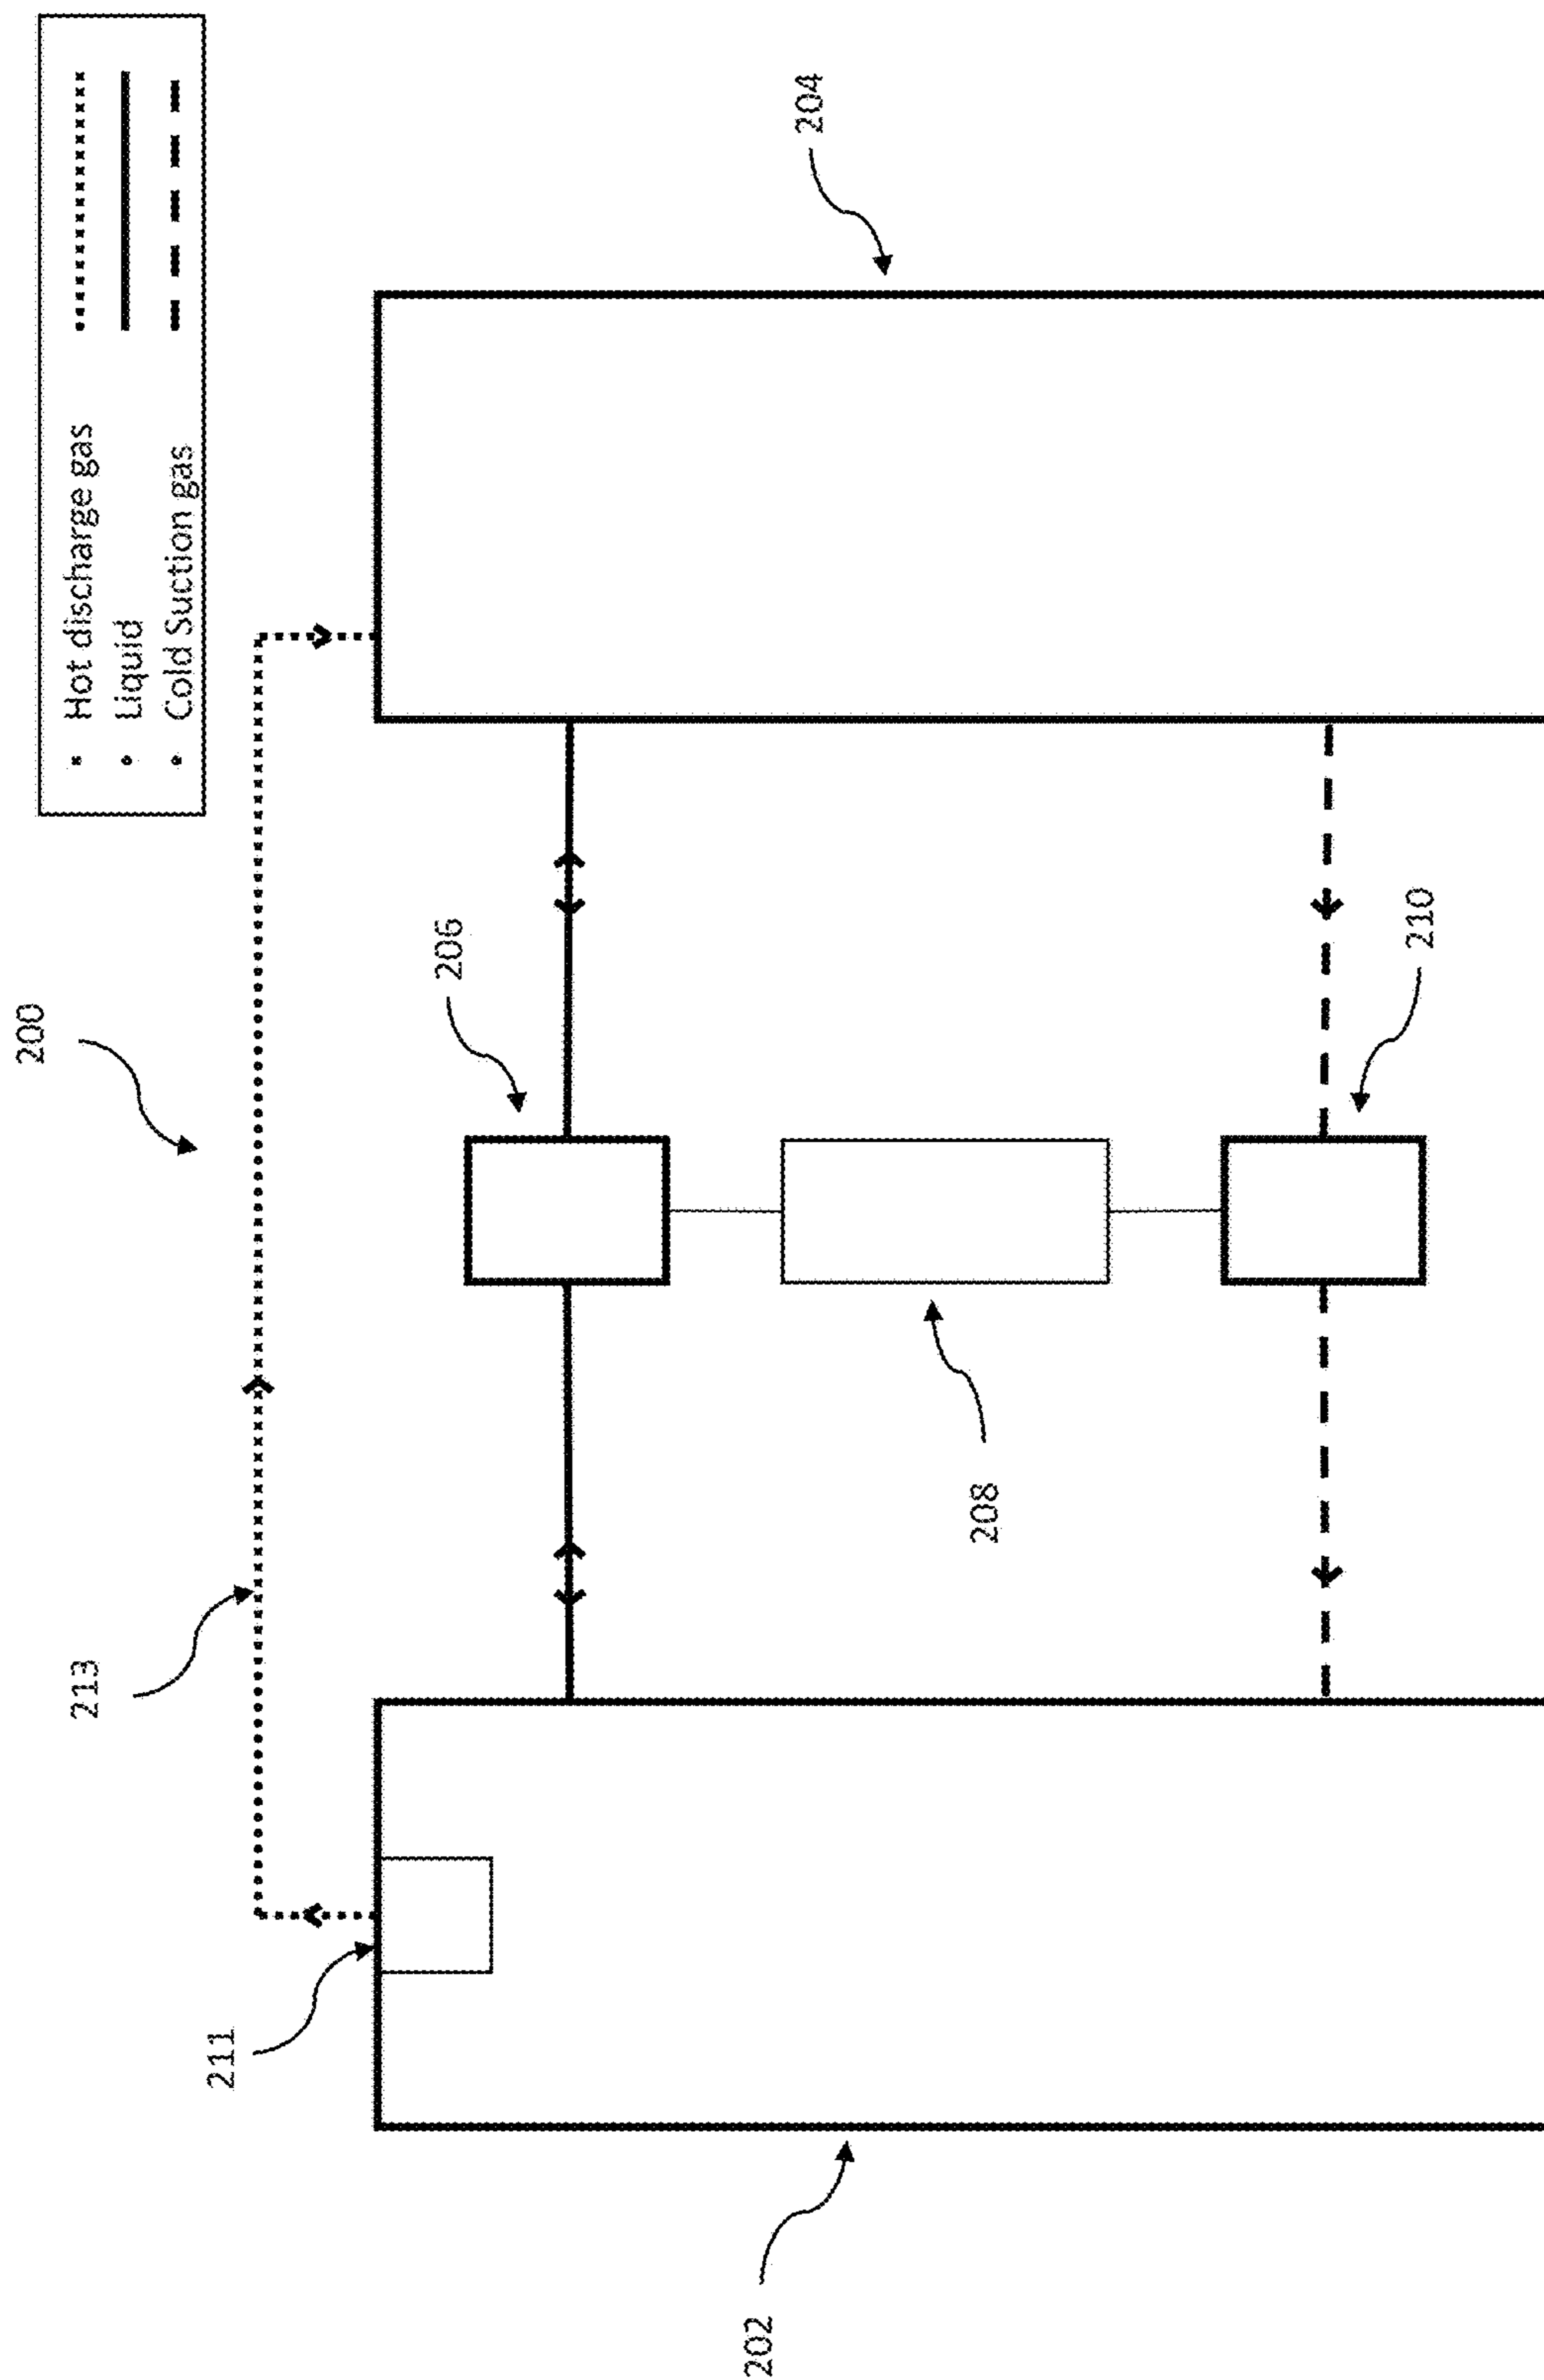 200
• Hot discharge gas
• Liquid
• Cold Suction gas
213
211
206
204
202
208
210